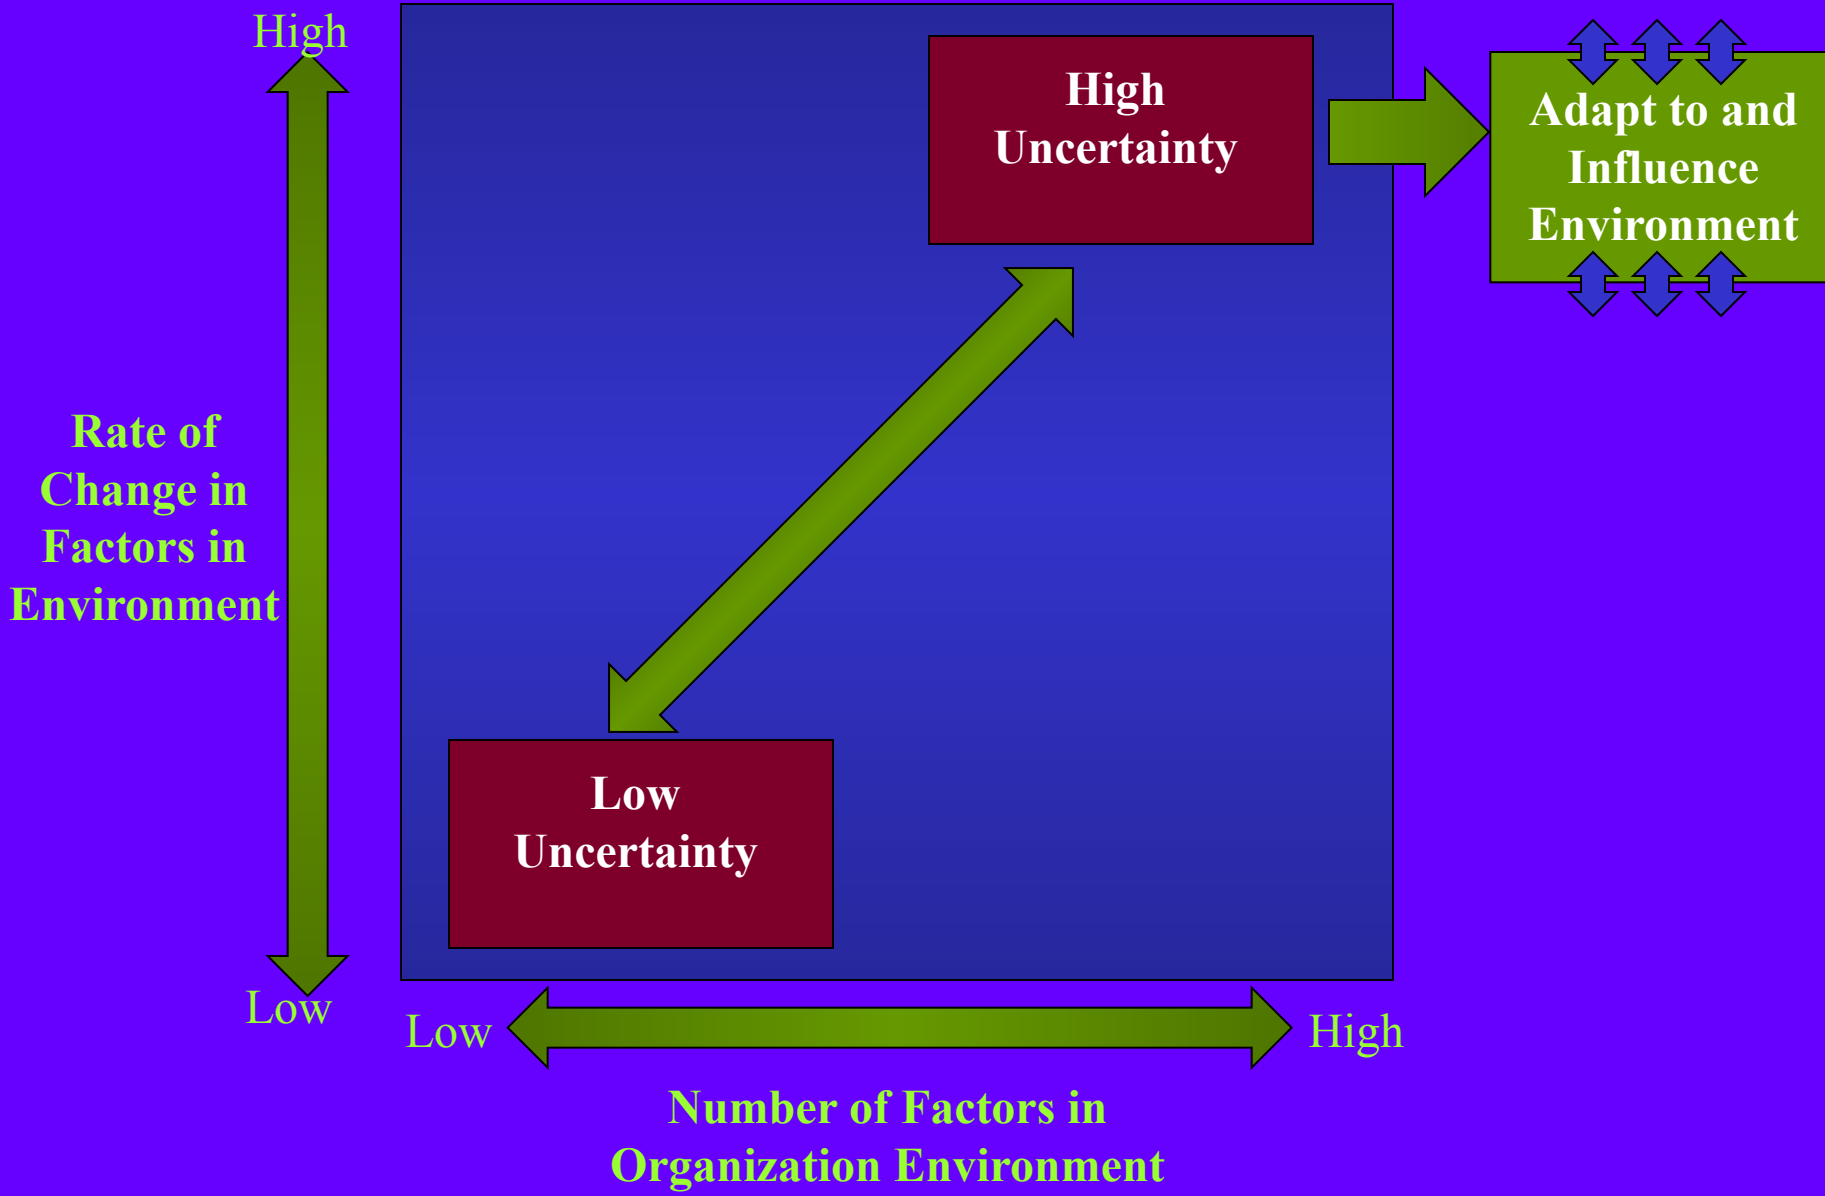 High
High
Uncertainty
Adapt to and
Influence
Environment
Rate of
Change in
Factors in
Environment
Low
Uncertainty
Low
Low
High
Number of Factors in
Organization Environment